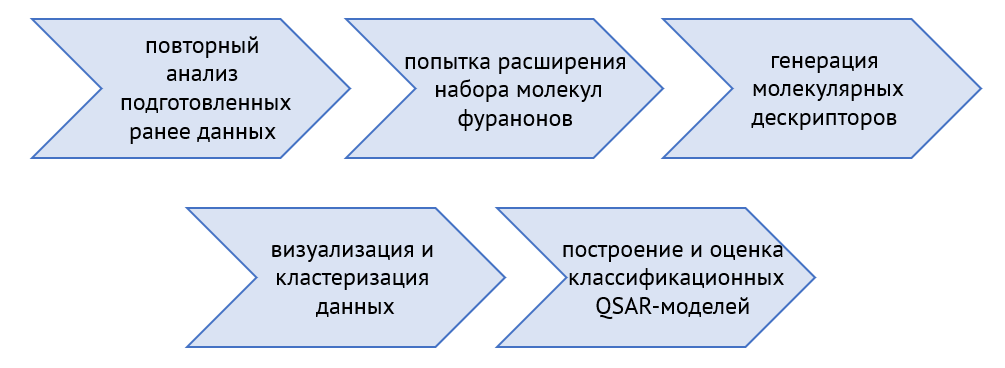 повторный
анализ
подготовленных
ранее данных
попытка расширения
набора молекул
фуранонов
генерация
молекулярных
дескрипторов
визуализация и
кластеризация
данных
построение и оценка
классификационных
QSAR-моделей